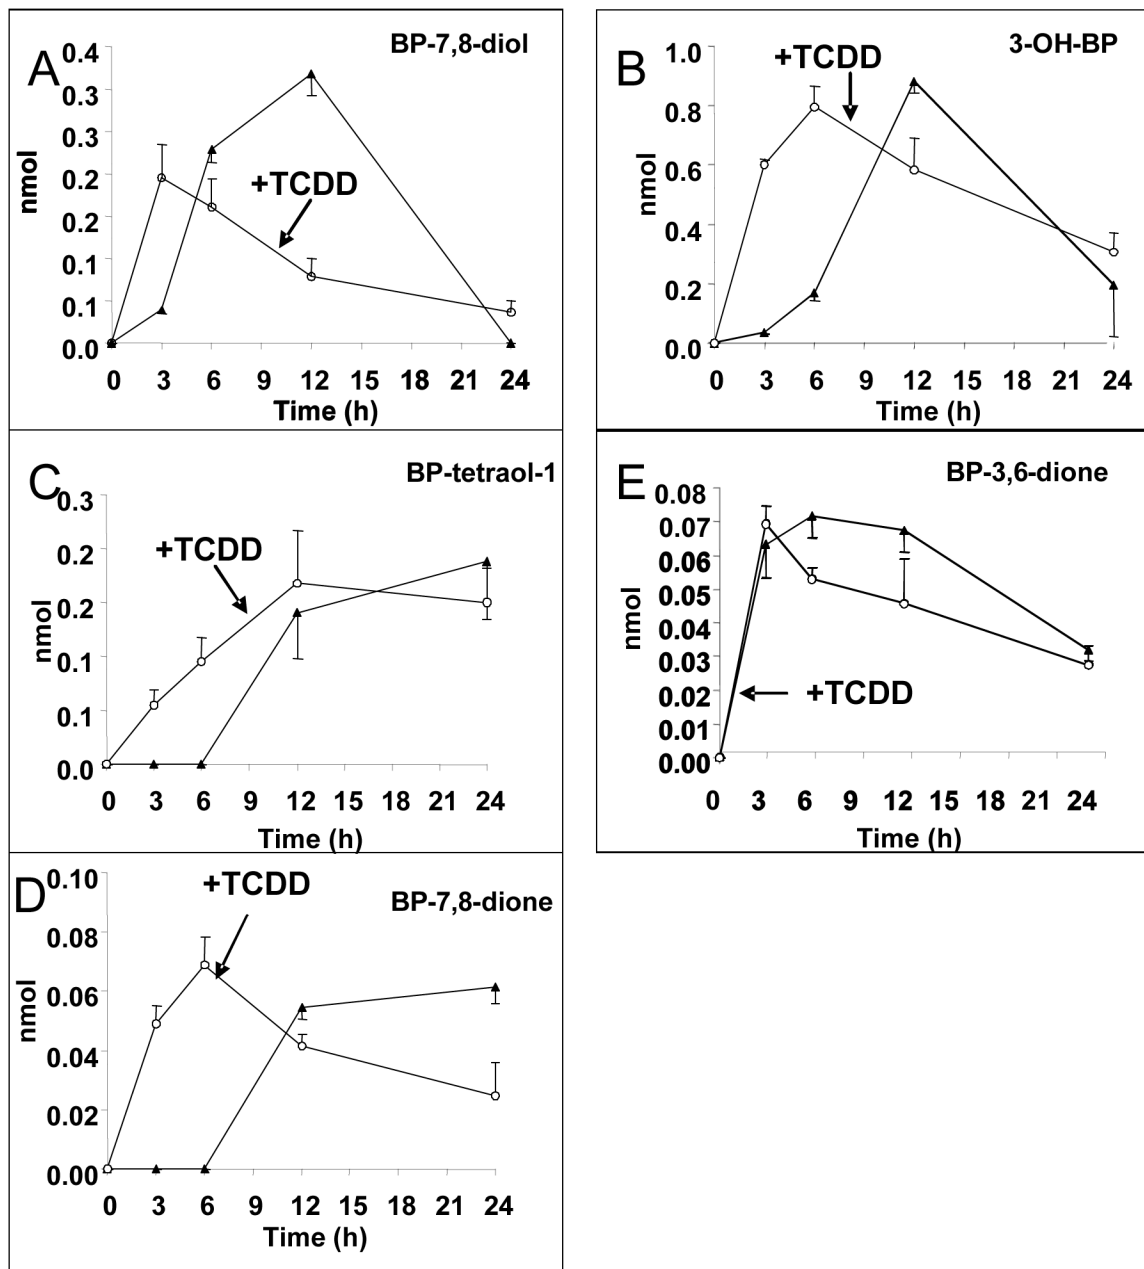 A
BP-7,8-diol
0.4
0.3
0.3
0.2
0.2
0.1
0.1
0.0
nmol
+TCDD
0 3 6 9 12 15 18 21 24
Time (h)
B
3-OH-BP
1.0
0.8
0.6
0.4
0.2
0.0
nmol
+TCDD
0 3 6 9 12 15 18 21 24
Time (h)
C
BP-tetraol-1
0.3
0.2
0.2
0.1
0.1
0.0
nmol
+TCDD
0 3 6 9 12 15 18 21 24
Time (h)
E
BP-3,6-dione
0.08
0.07
0.06
0.05
0.04
0.03
0.02
0.01
0.00
nmol
+TCDD
0 3 6 9 12 15 18 21 24
Time (h)
D
BP-7,8-dione
0.10
0.08
0.06
0.04
0.02
0.00
nmol
+TCDD
0 3 6 9 12 15 18 21 24
Time (h)